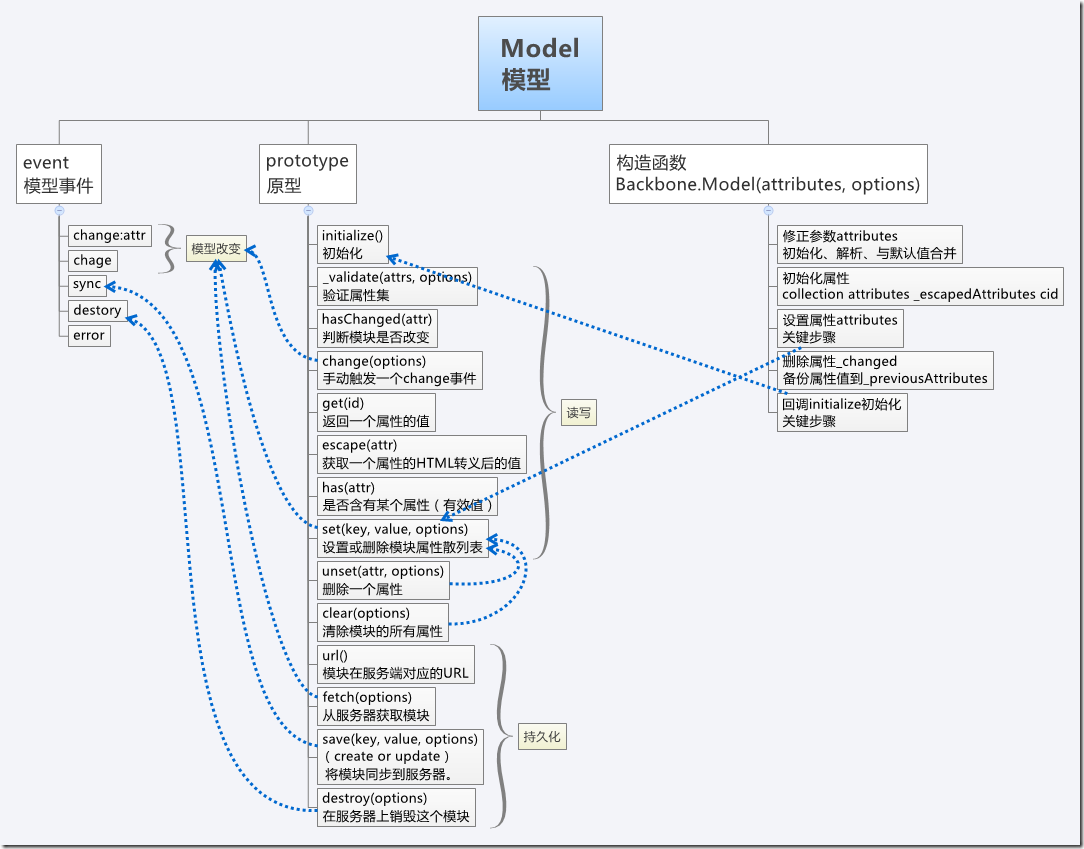 Model
模型
event
模型事件
change:attr
chage
sync
destory
error
模型改变
prototype
原型
initialize()
初始化
_validate(attrs, options)
验证属性集
hasChanged(attr)
判断模块是否改变
change(options)
手动触发一个change事件
get(id)
返回一个属性的值
escape(attr)
获取一个属性的HTML转义后的值
has(attr)
是否含有某个属性（有效值）
set(key, value, options)
设置或删除模块属性散列表
unset(attr, options)
删除一个属性
clear(options)
清除模块的所有属性
url()
模块在服务端对应的URL
fetch(options)
从服务器获取模块
save(key, value, options)
（create or update）
将模块同步到服务器。
destroy(options)
在服务器上销毁这个模块
读写
持久化
构造函数
Backbone.Model(attributes, options)
修正参数attributes
初始化、解析、与默认值合并
初始化属性
collection attributes _escapedAttributes cid
设置属性attributes
关键步骤
删除属性_changed
备份属性值到_previousAttributes
回调initialize初始化
关键步骤